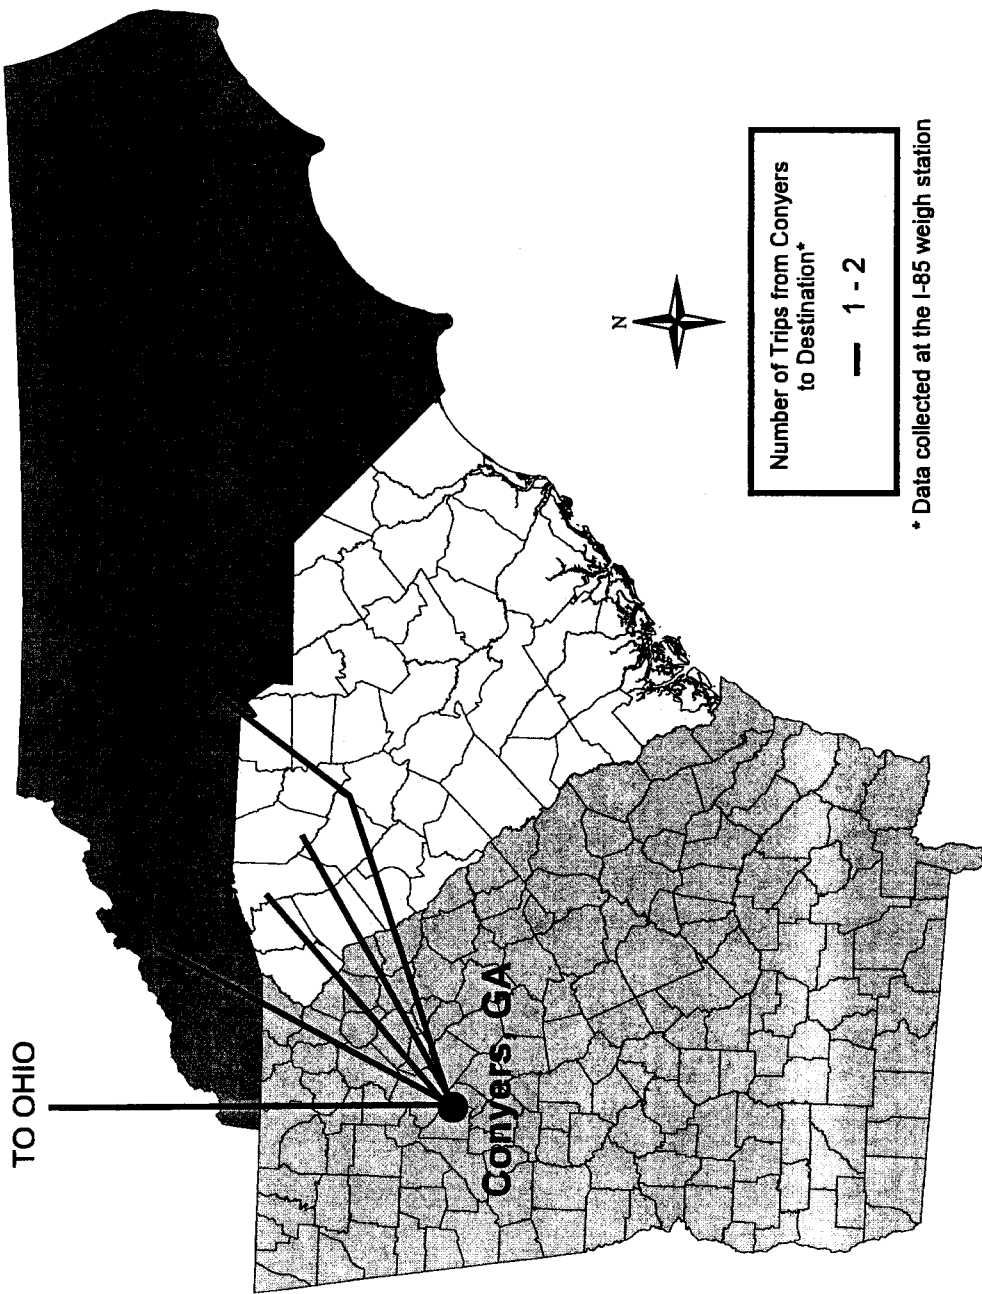 TO OHIO
Conyers, GA
N
Number of Trips from Conyers
to Destination*
1 - 2
* Data collected at the I-85 weigh station